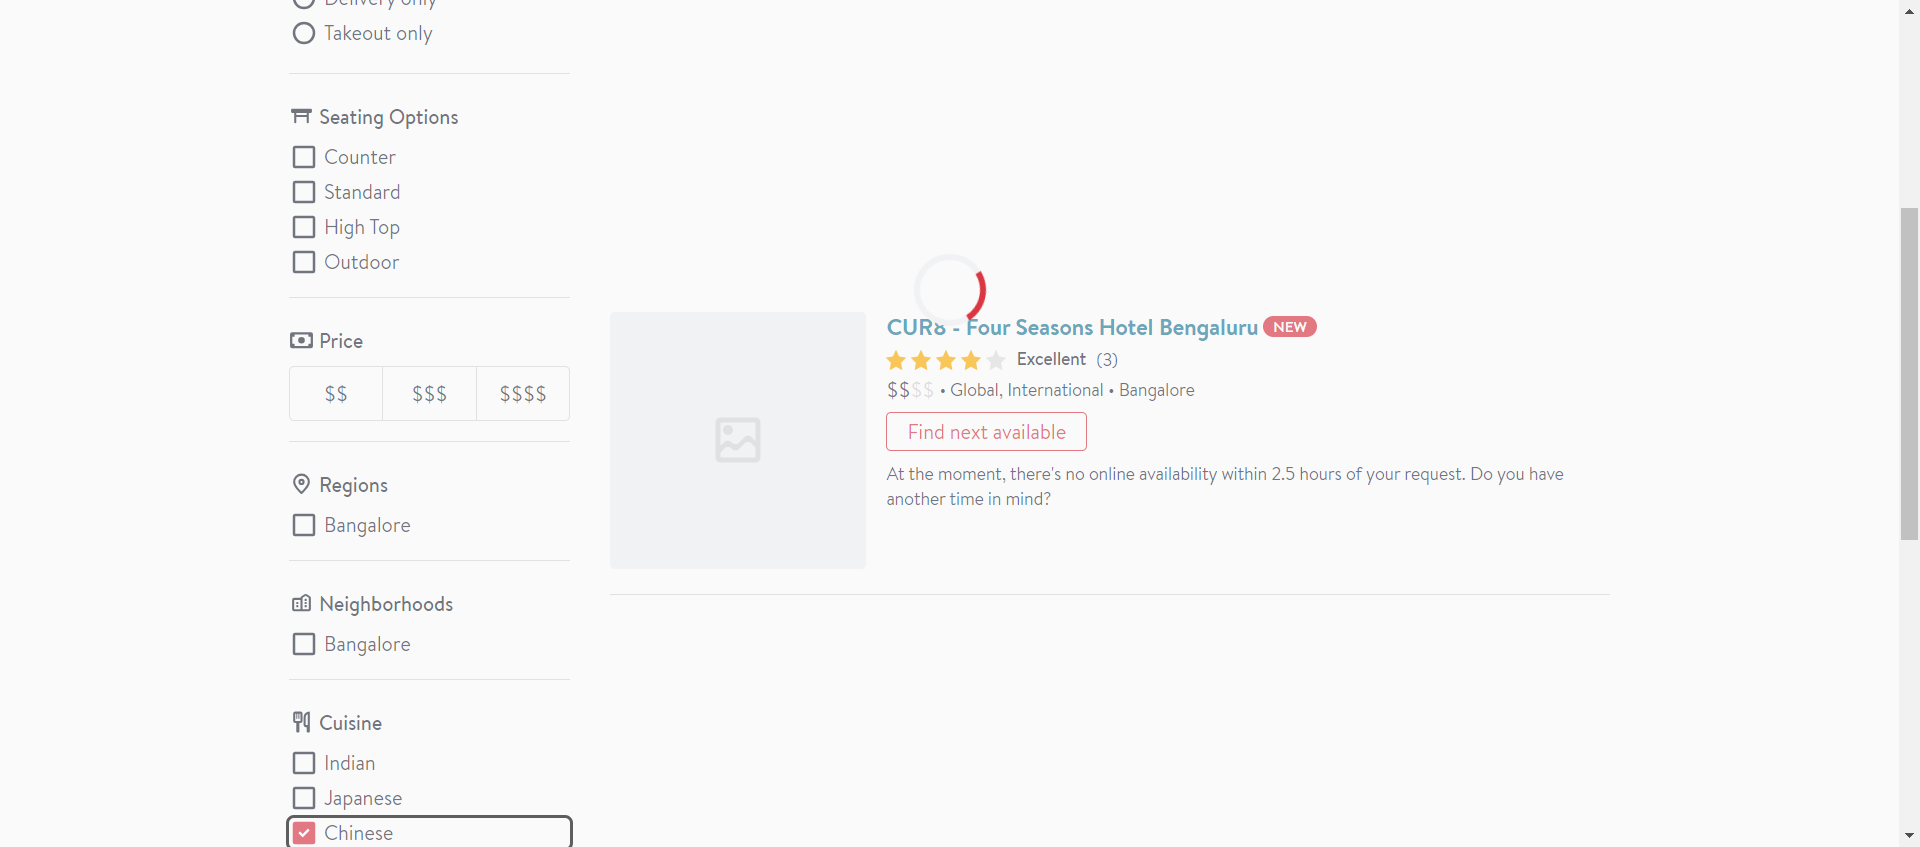 Delivery only
Takeout only
Seating Options
Counter
Standard
High Top
Outdoor
Price
$$ $$$ $$$$
Regions
Bangalore
Neighborhoods
Bangalore
Cuisine
Indian
Japanese
Chinese
CUR8 - Four Seasons Hotel Bengaluru NEW
Excellent (3)
$$$$ • Global, International • Bangalore
Find next available
At the moment, there's no online availability within 2.5 hours of your request. Do you have
another time in mind?